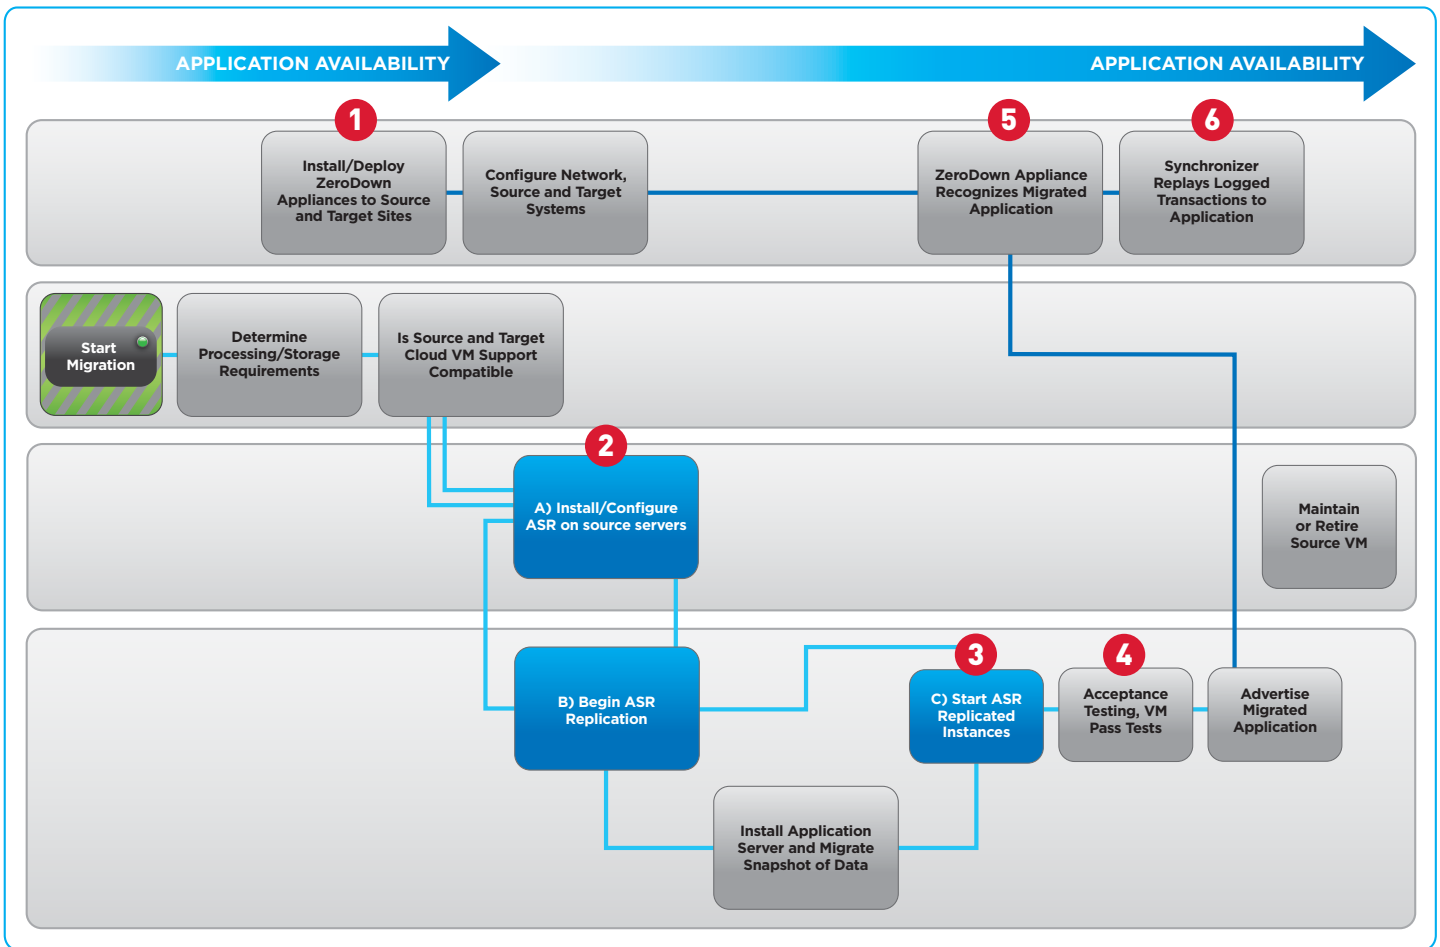 APPLICATION AVAILABILITY
APPLICATION AVAILABILITY
1
Install/Deploy
ZeroDown
Appliances to Source
and Target Sites
Configure Network,
Source and Target
Systems
5
ZeroDown Appliance
Recognizes Migrated
Application
6
Synchronizer
Replays Logged
Transactions to
Application
Start
Migration
Determine
Processing/Storage
Requirements
Is Source and Target
Cloud VM Support
Compatible
2
A) Install/Configure
ASR on source servers
Maintain
or Retire
Source VM
B) Begin ASR
Replication
3
C) Start ASR
Replicated
Instances
4
Acceptance
Testing, VM
Pass Tests
Advertise
Migrated
Application
Install Application
Server and Migrate
Snapshot of Data